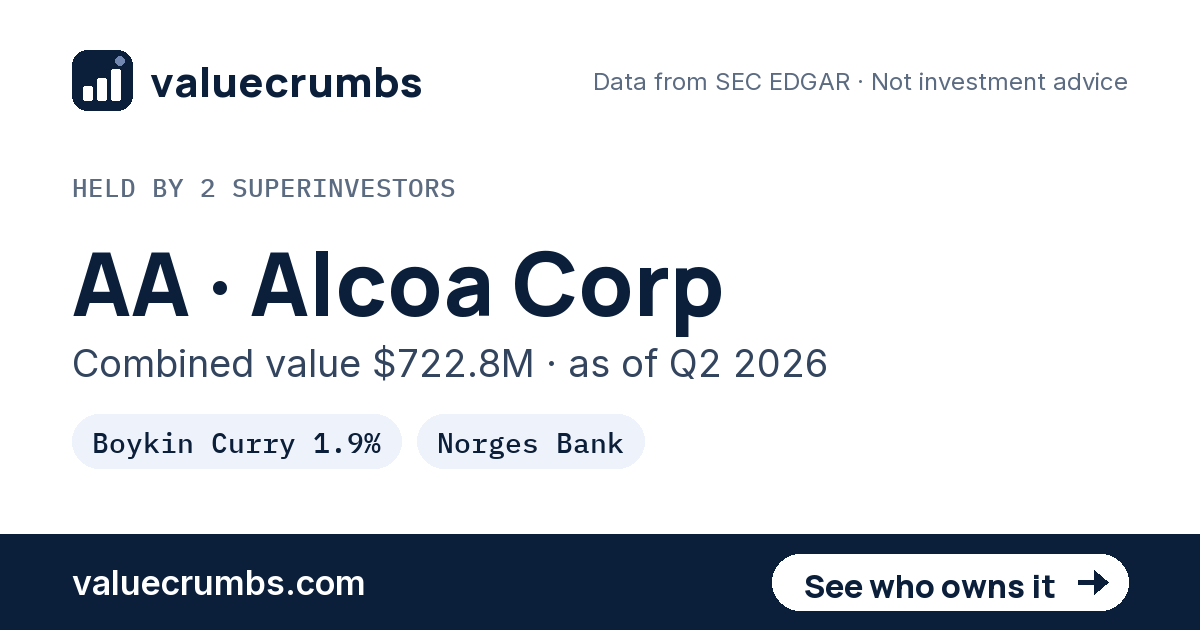 valuecrumbs
Data from SEC EDGAR · Not investment advice
HELD BY 2 SUPERINVESTORS
AA · Alcoa Corp
Combined value $722.8M · as of Q2 2026
Boykin Curry 1.9%
Norges Bank
valuecrumbs.com
See who owns it →